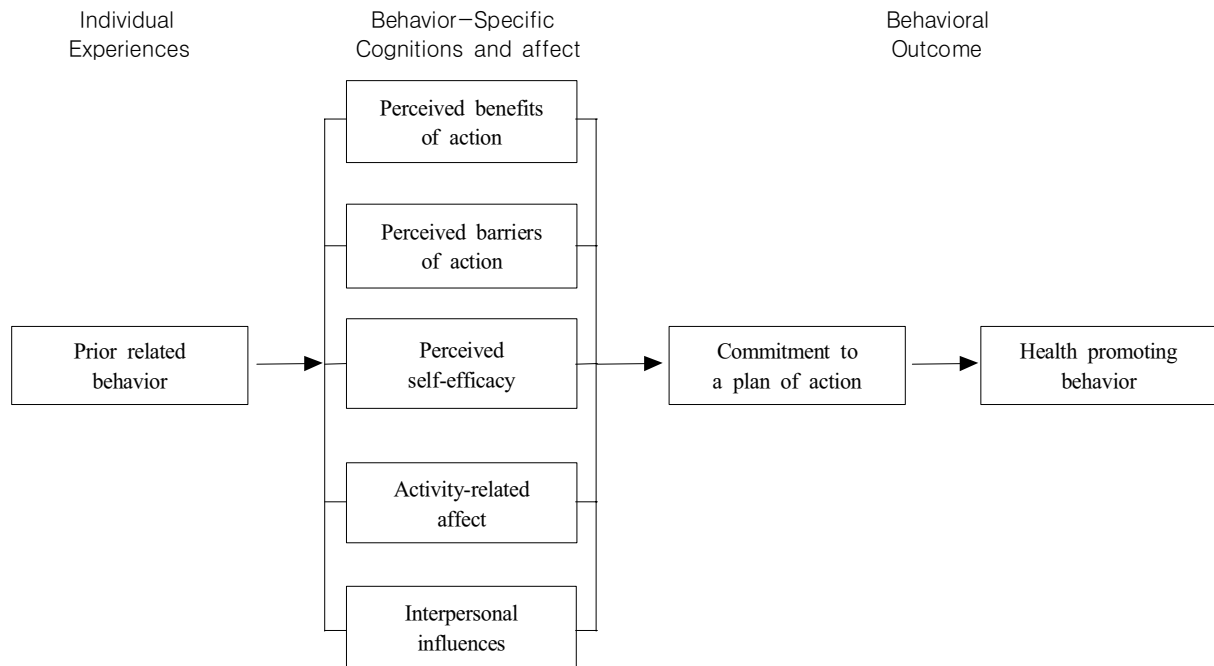 Individual
Experiences
Behavior-Specific
Cognitions and affect
Behavioral
Outcome
Perceived benefits
of action
Perceived barriers
of action
Prior related
behavior
Perceived
self-efficacy
Commitment to
a plan of action
Health promoting
behavior
Activity-related
affect
Interpersonal
influences